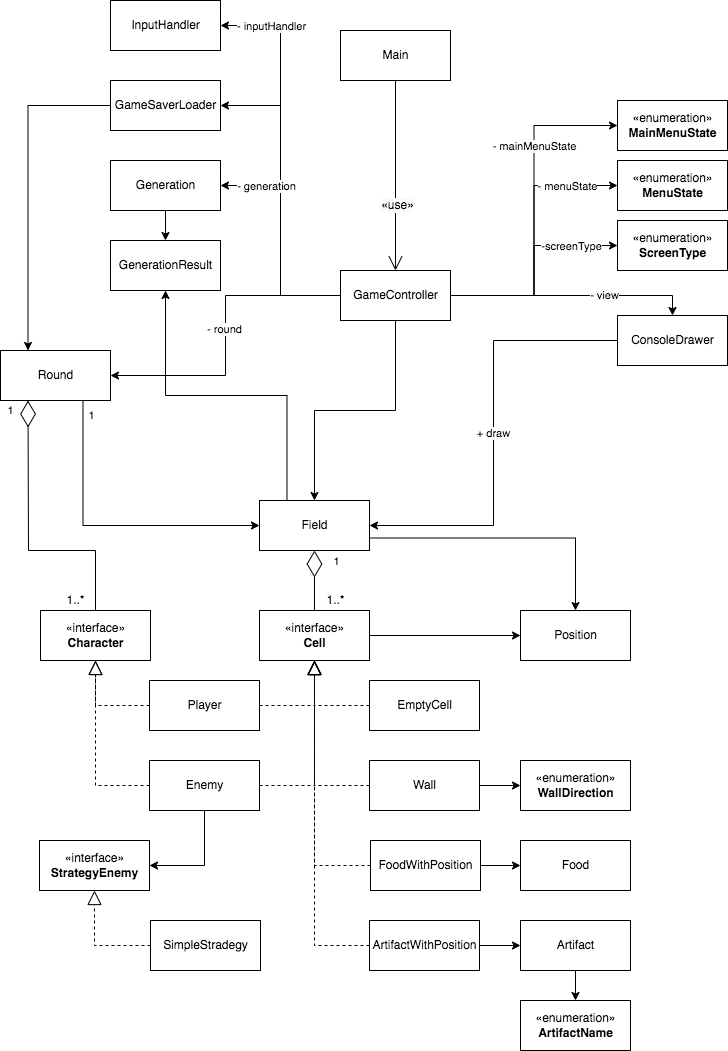 InputHandler
- inputHandler
Main
GameSaverLoader
«enumeration»
MainMenuState
- mainMenuState
Generation
- generation
«enumeration»
MenuState
- menuState
«use»
GenerationResult
«enumeration»
ScreenType
-screenType
GameController
- view
- round
ConsoleDrawer
Round
1
1
+ draw
Field
1
1..*
1..*
«interface»
Character
«interface»
Cell
Position
Player
EmptyCell
Enemy
Wall
«enumeration»
WallDirection
«interface»
StrategyEnemy
FoodWithPosition
Food
SimpleStradegy
ArtifactWithPosition
Artifact
«enumeration»
ArtifactName